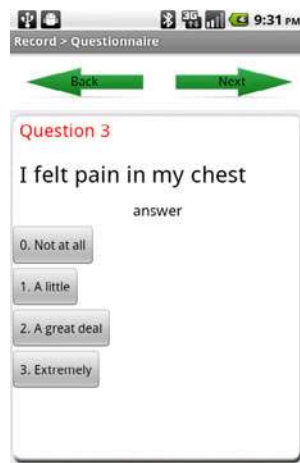 3G 9:31 PM
Record > Questionnaire
Back Next
Question 3
I felt pain in my chest
answer
0. Not at all
1. A little
2. A great deal
3. Extremely